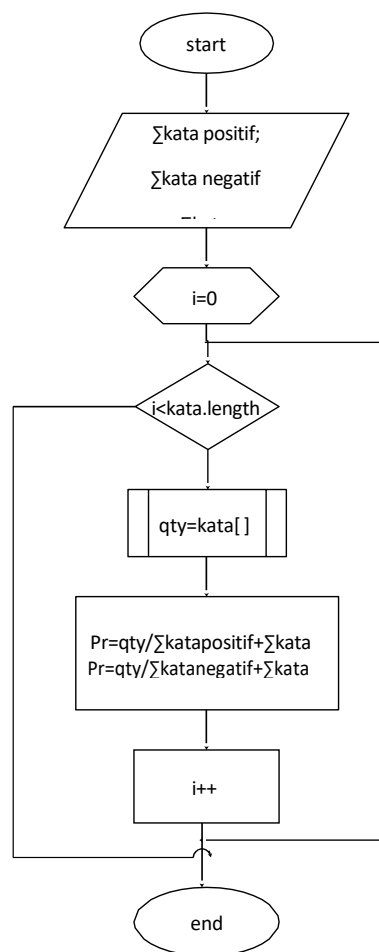 start
∑kata positif;
∑kata negatif
i=0
i<kata.length
qty=kata[ ]
Pr=qty/∑katapositif+∑kata
Pr=qty/∑katanegatif+∑kata
i++
end